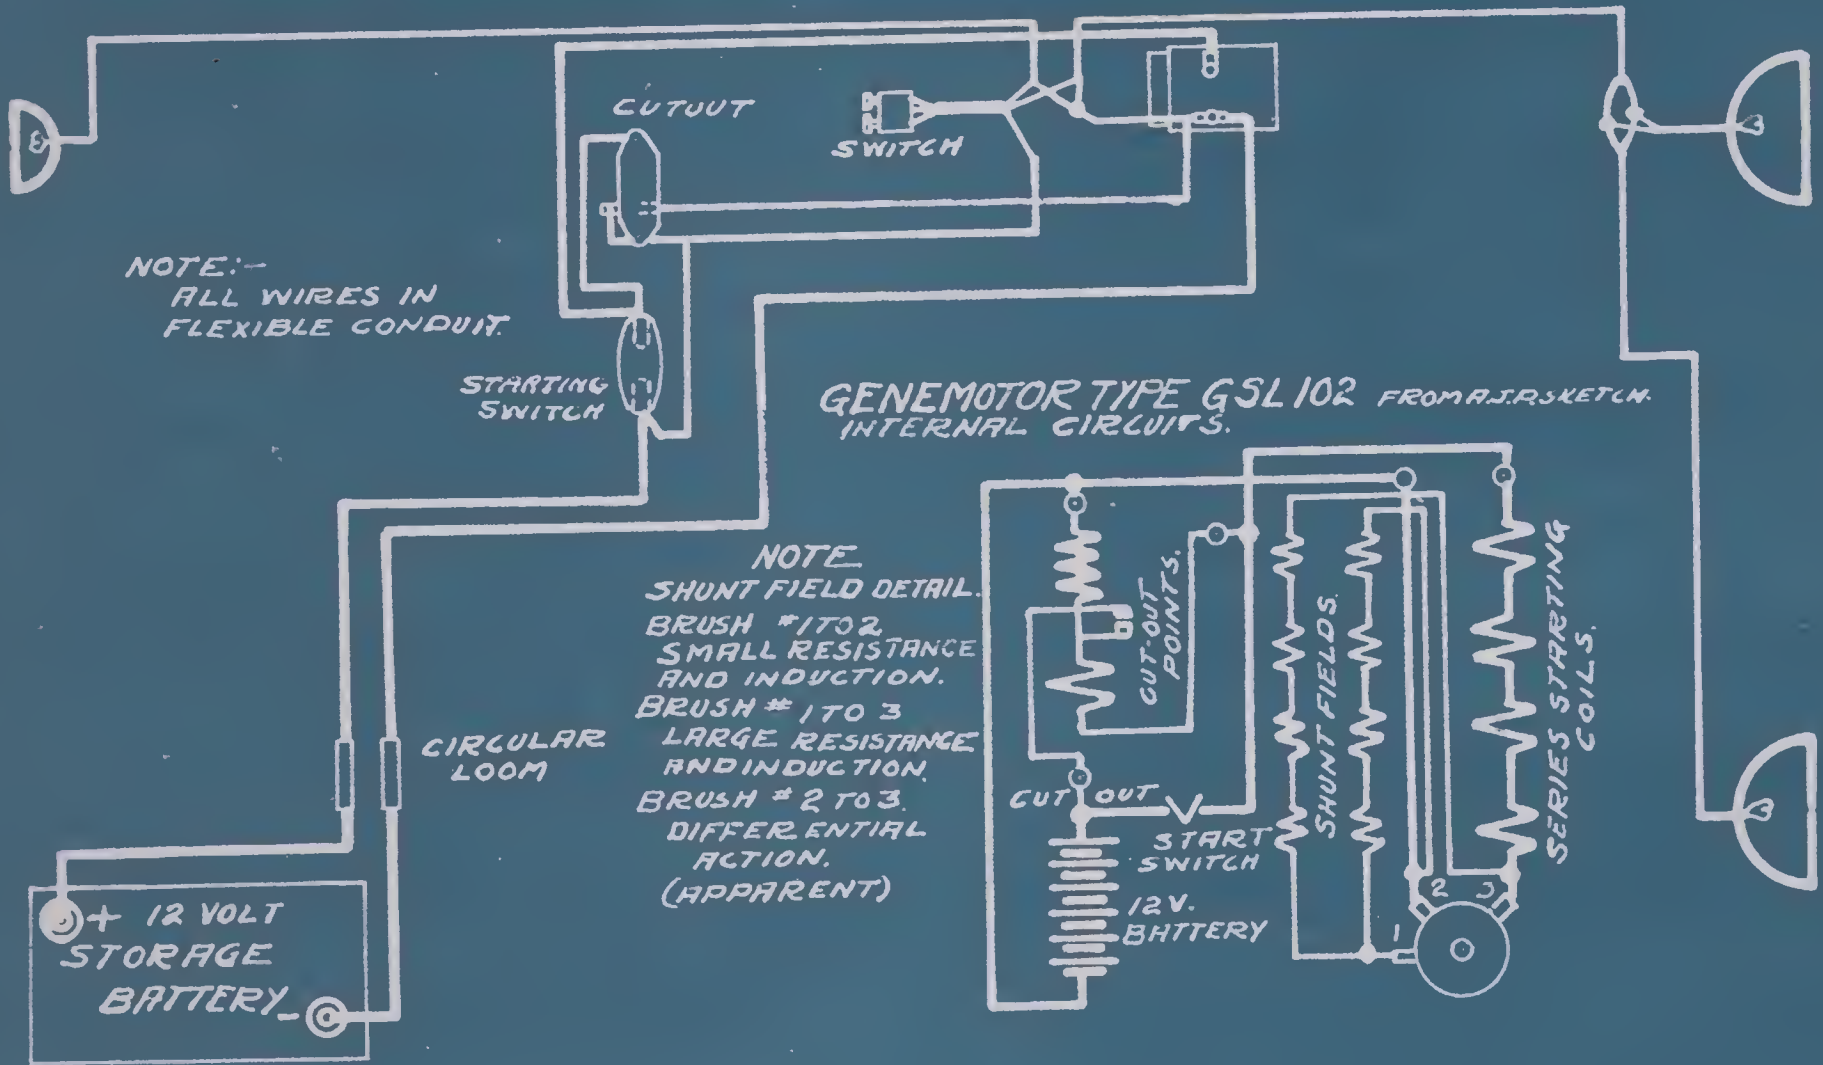 CUTOUT
SWITCH
NOTE:-
ALL WIRES IN
FLEXIBLE CONDUIT.
STARTING
SWITCH
GENEMOTOR TYPE GSL 102 FROM A.J.P. SKETCH.
INTERNAL CIRCUITS.
NOTE
SHUNT FIELD DETAIL.
BRUSH #1 TO 2
SMALL RESISTANCE
AND INDUCTION.
BRUSH # 1 TO 3
LARGE RESISTANCE
AND INDUCTION.
BRUSH # 2 TO 3.
DIFFERENTIAL
ACTION.
(APPARENT)
CIRCULAR
LOOM
+ 12 VOLT
STORAGE
BATTERY -
CUT-OUT
POINTS.
SHUNT FIELDS.
SERIES STARTING
COILS.
CUT OUT
START
SWITCH
12 V.
BATTERY
1
2
3